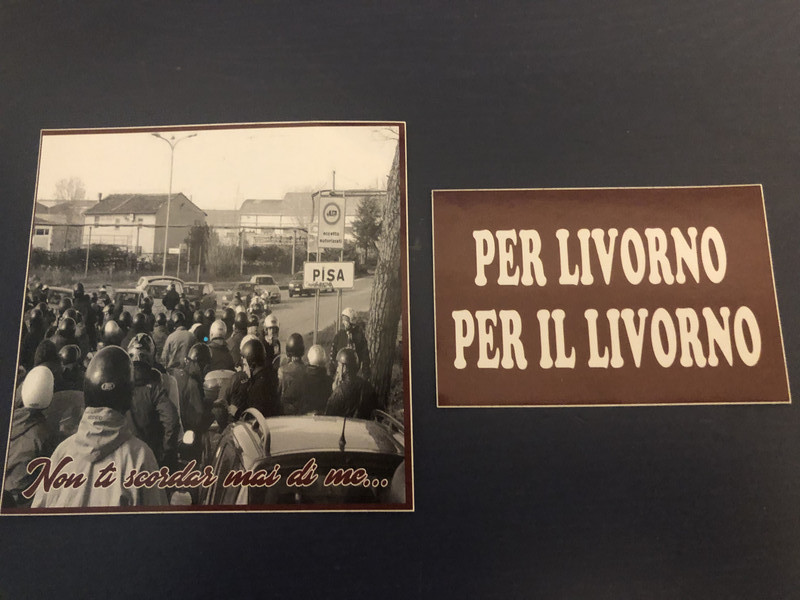 PISA
Non ti scordar mai di me...
PER LIVORNO
PER IL LIVORNO